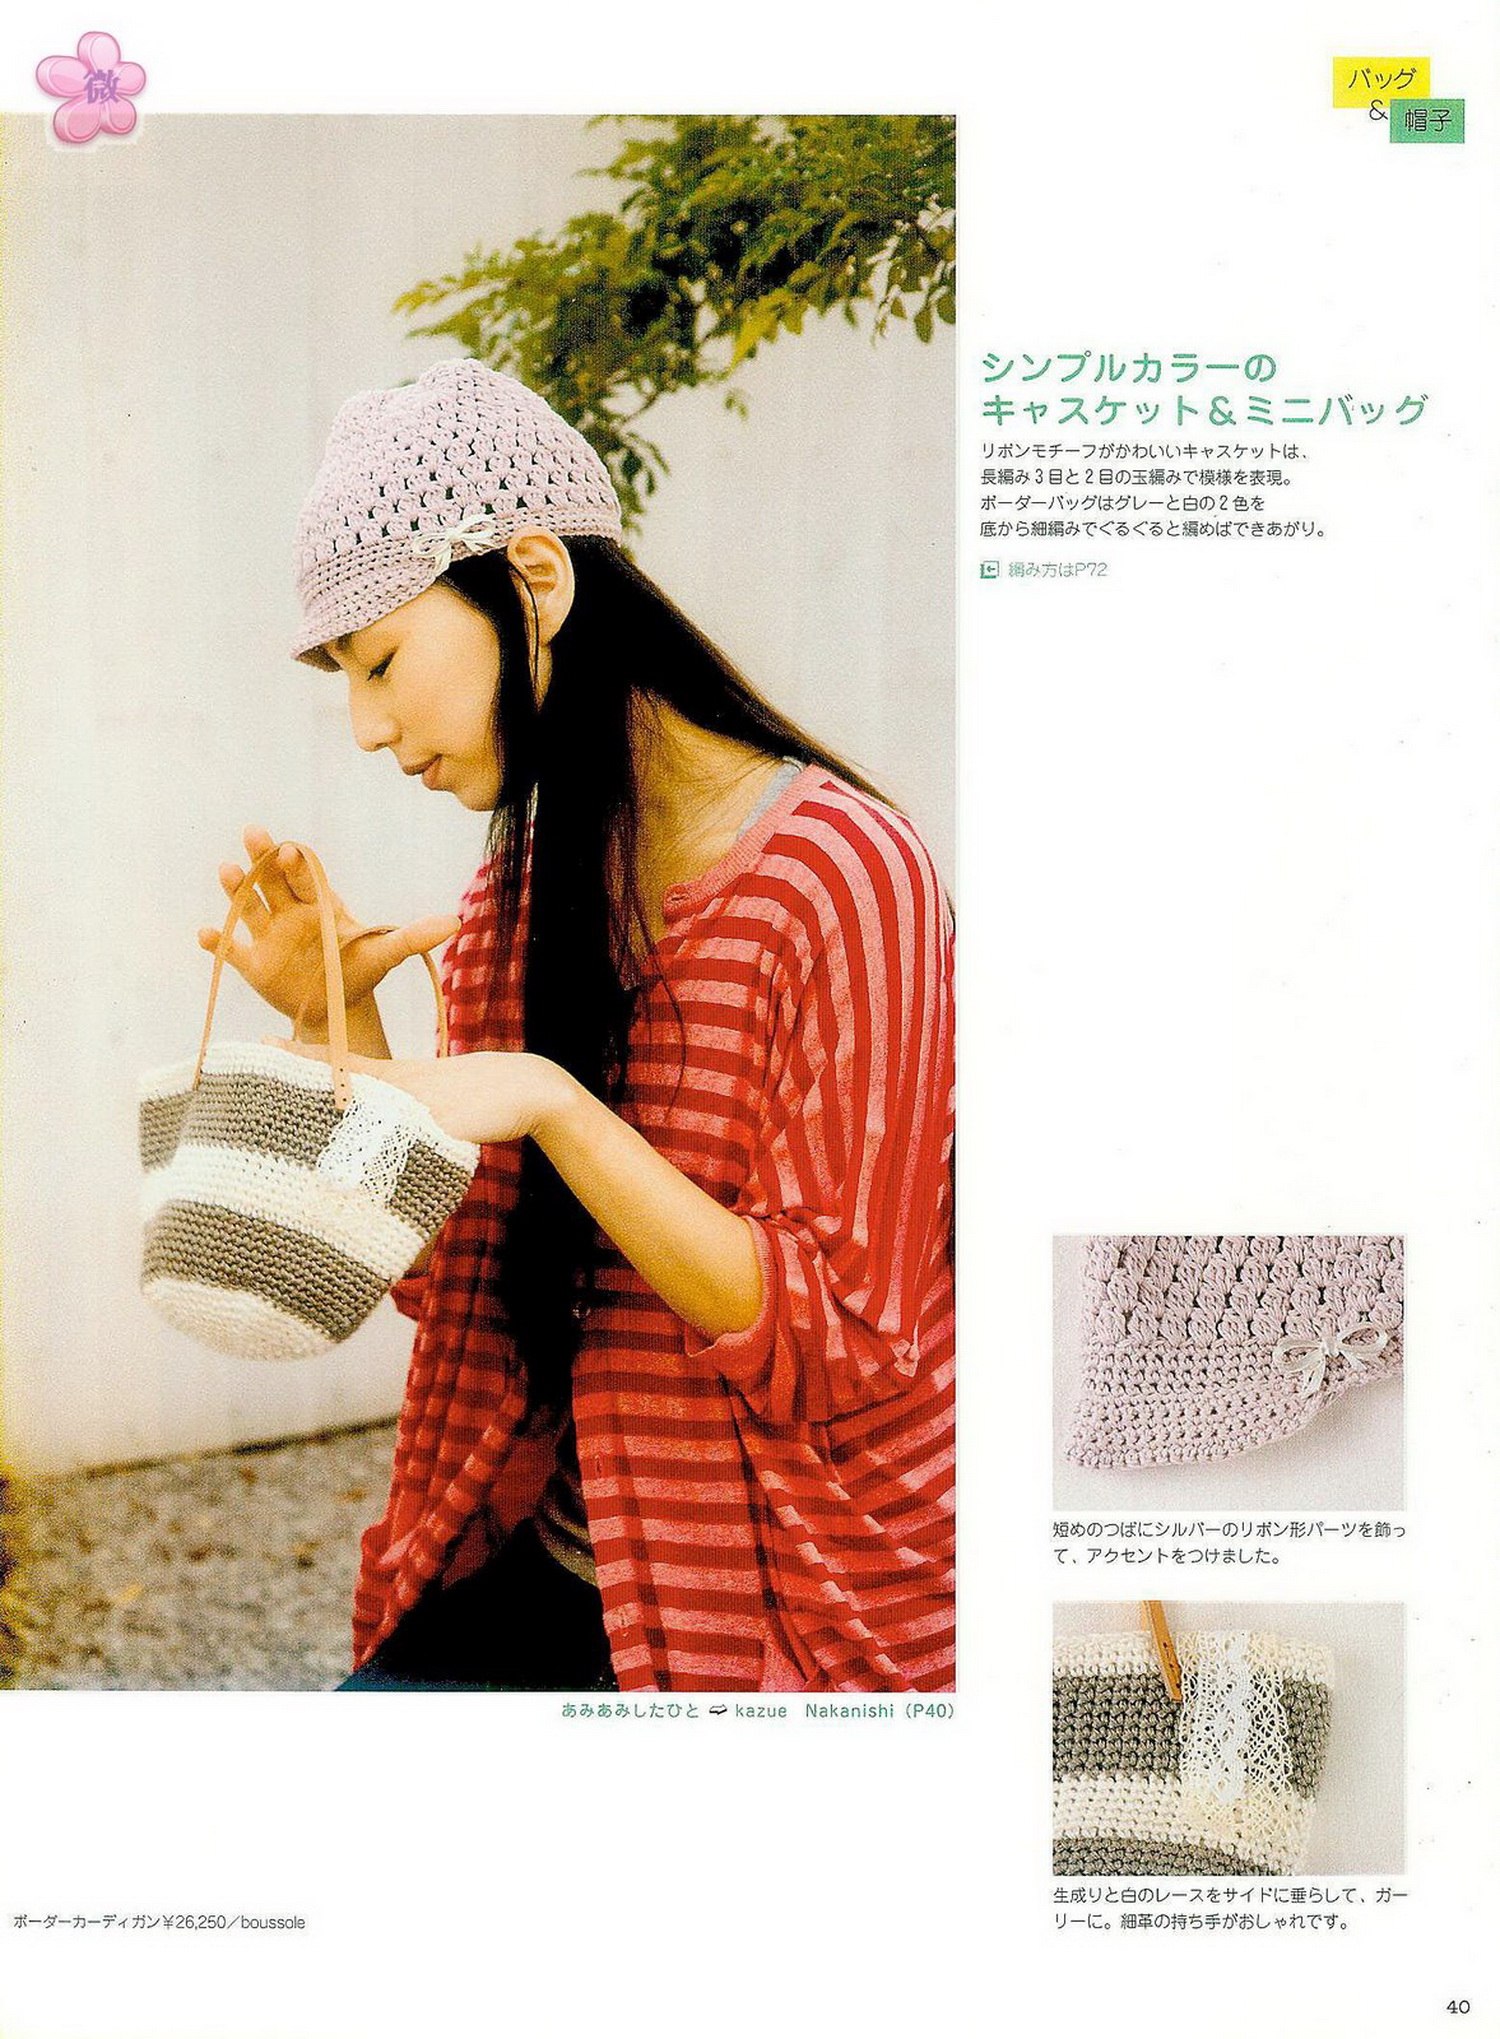 微
バッグ
&
帽子
シンプルカラーの
キャスケット&ミニバッグ
リボンモチーフがかわいいキャスケットは、
長編み3目と2目の玉編みで模様を表現。
ボーダーバッグはグレーと白の2色を
底から細編みでぐるぐると編めばできあがり。
編み方はP72
短めのつばにシルバーのリボン形パーツを飾っ
て、アクセントをつけました。
あみあみしたひと kazue Nakanishi (P40)
生成りと白のレースをサイドに垂らして、ガー
リーに。細革の持ち手がおしゃれです。
ボーダーカーディガン¥26,250/boussole
40